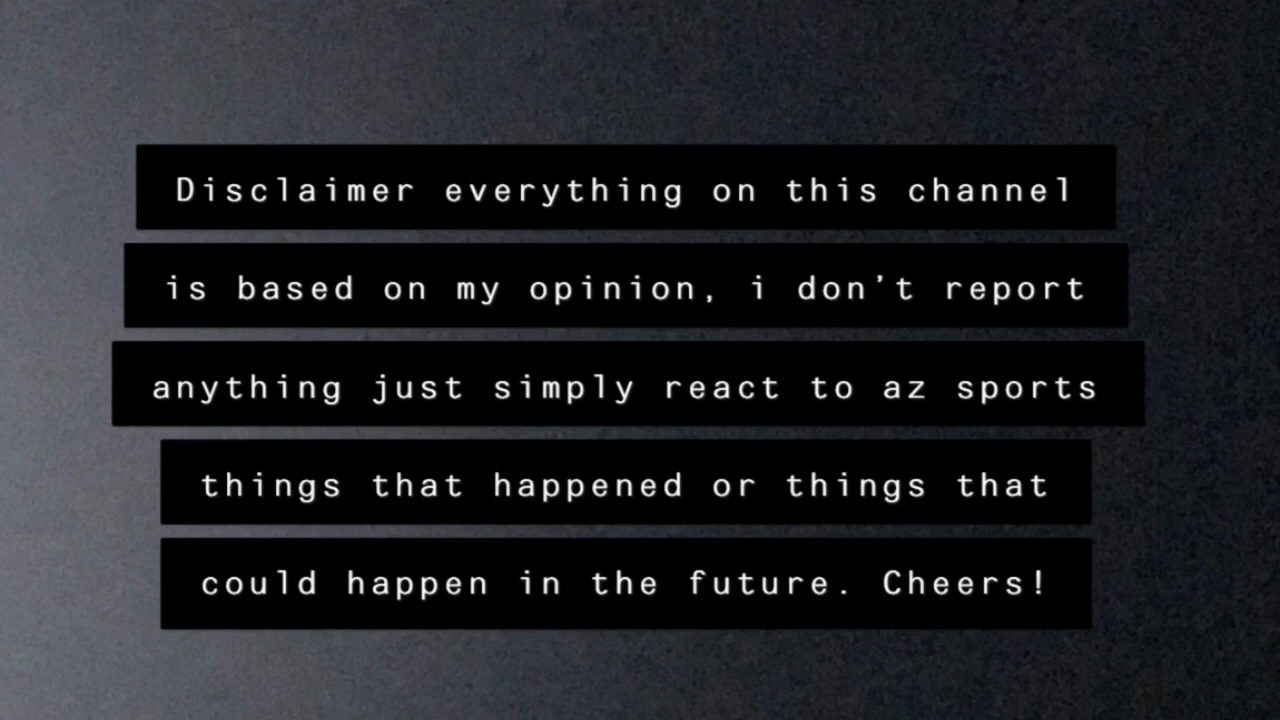 Disclaimer everything on this channel
is based on my opinion, i don’t report
anything just simply react to az sports
things that happened or things that
could happen in the future. Cheers!